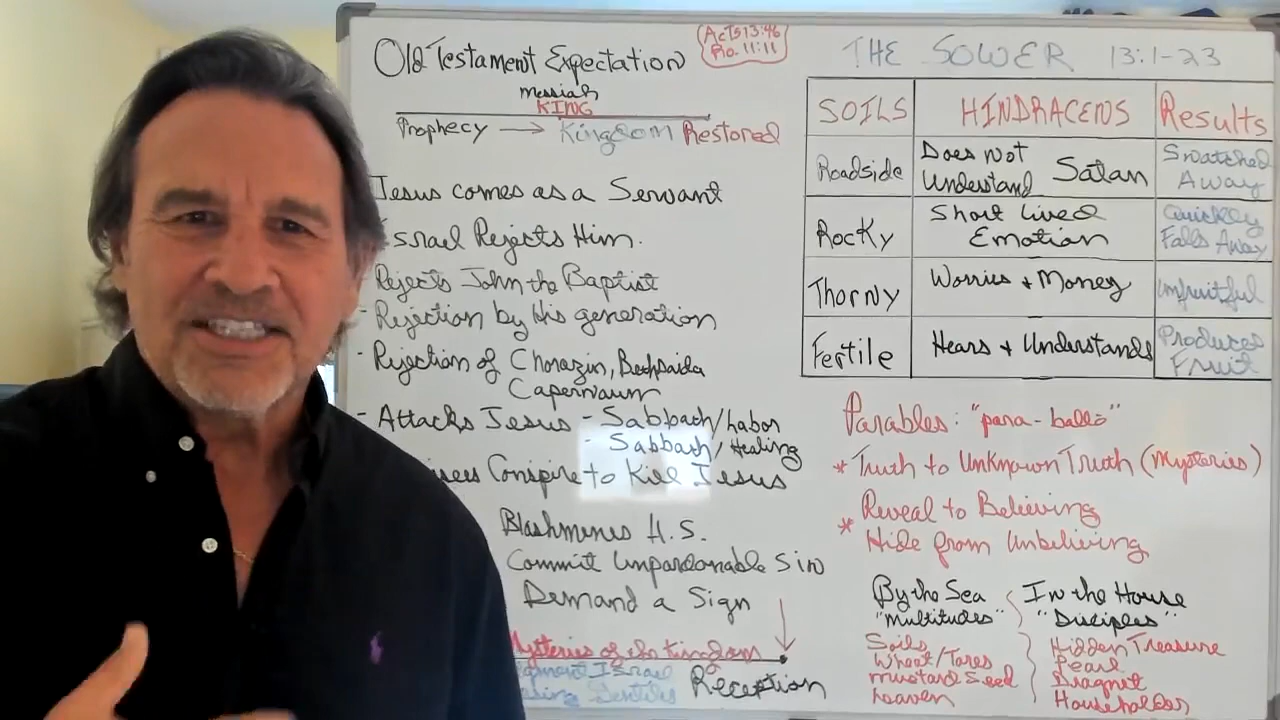 Old Testament Expectation
Acts 13:46
Ro. 11:11
Messiah
KING
Prophecy → Kingdom Restored
Jesus comes as a Servant
Israel Rejects Him.
- Rejects John the Baptist
- Rejection by His generation
- Rejection of Chorazin, Bethsaida
Capernaum
- Attacks Jesus - Sabbath/Labor
- Sabbath/Healing
Conspire to Kill Jesus
Blashmenes H.S.
Commit Unpardonable Sin
Demand a Sign
Mysteries of the Kingdom
Israel
Gentiles
Reception
THE SOWER 13:1-23
SOILS HINDRACENS Results
Roadside Does Not Understand Satan Snatched Away
Rocky Short Lived Emotion Quickly Falls Away
Thorny Worries + Money Unfruitful
Fertile Hears + Understands Produces Fruit
Parables: "para-ballō"
* Truth to Unknown Truth (Mysteries)
Reveal to Believing
* Hide from Unbelieving
By the Sea
"Multitudes"
Soils
Wheat/Tares
Mustard Seed
Leaven
In the House
"Disciples"
Hidden Treasure
Pearl
Dragnet
Householder